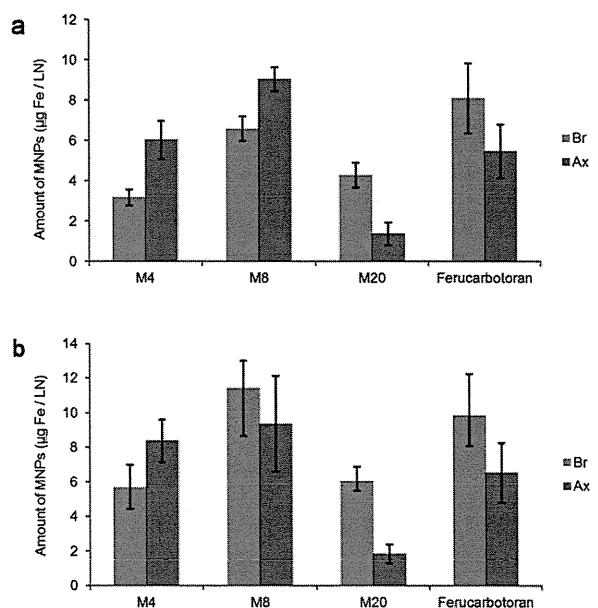 a
Amount of MNPs (µg Fe / LN)
12
10
8
6
4
2
0
M4 M8 M20 Ferucarbotoran
Br
Ax
b
Amount of MNPs (µg Fe / LN)
14
12
10
8
6
4
2
0
M4 M8 M20 Ferucarbotoran
Br
Ax